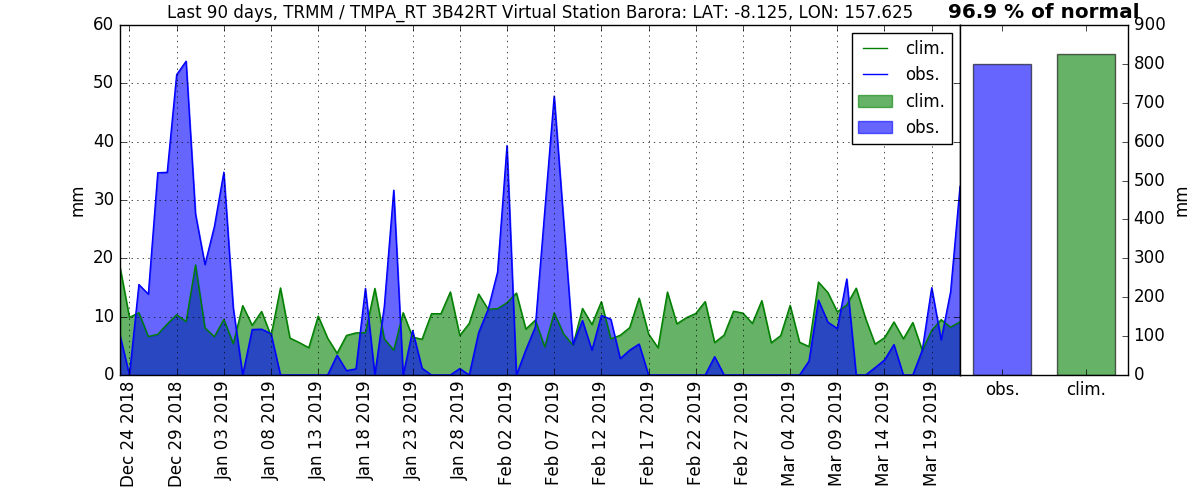 Last 90 days, TRMM / TMPA_RT 3B42RT Virtual Station Barora: LAT: -8.125, LON: 157.625
96.9 % of normal
60
50
40
30
20
10
0
mm
clim.
obs.
clim.
obs.
900
800
700
600
500
400
300
200
100
0
mm
Dec 24 2018
Dec 29 2018
Jan 03 2019
Jan 08 2019
Jan 13 2019
Jan 18 2019
Jan 23 2019
Jan 28 2019
Feb 02 2019
Feb 07 2019
Feb 12 2019
Feb 17 2019
Feb 22 2019
Feb 27 2019
Mar 04 2019
Mar 09 2019
Mar 14 2019
Mar 19 2019
obs.
clim.